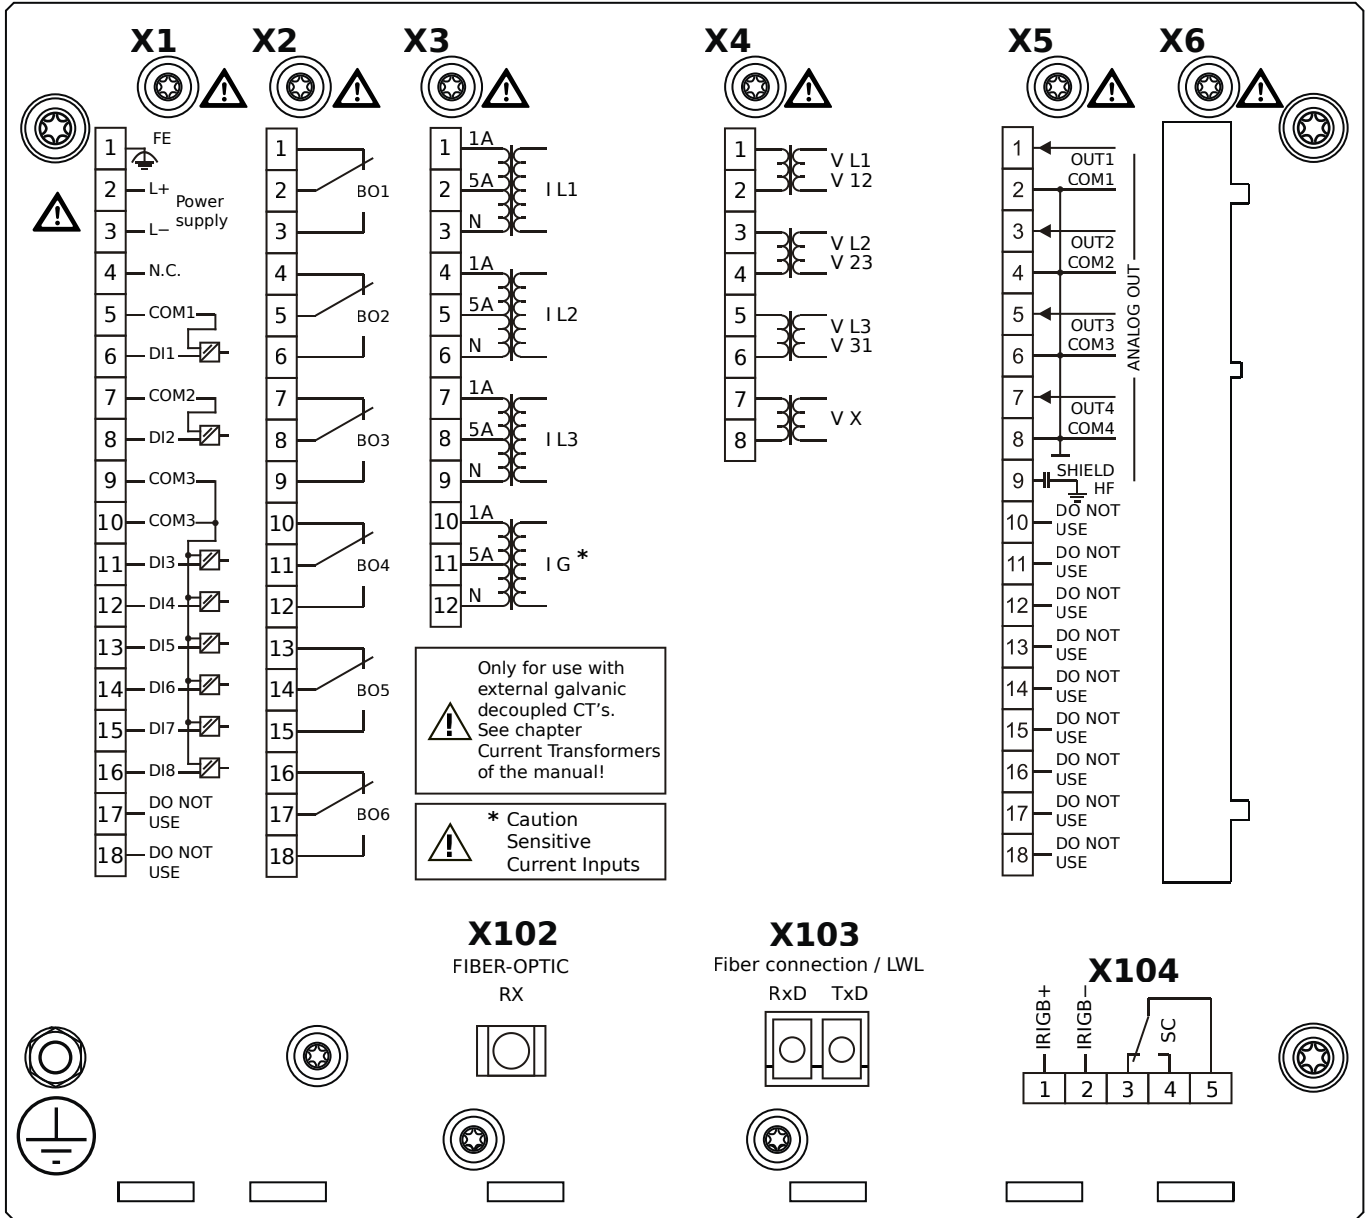 X1
X2
X3
X4
X5
X6
1
FE
2
L+
Power
supply
3
L−
4
N.C.
5
COM1
6
DI1
7
COM2
8
DI2
9
COM3
10
COM3
11
DI3
12
DI4
13
DI5
14
DI6
15
DI7
16
DI8
17
DO NOT
USE
18
DO NOT
USE
1
2
BO1
3
4
5
BO2
6
7
8
BO3
9
10
11
BO4
12
13
14
BO5
15
16
17
BO6
18
1
1A
2
5A
I L1
3
N
4
1A
5
5A
I L2
6
N
7
1A
8
5A
I L3
9
N
10
1A
11
5A
I G *
12
N
Only for use with
external galvanic
decoupled CT's.
See chapter
Current Transformers
of the manual!
* Caution
Sensitive
Current Inputs
1
V L1
2
V 12
3
V L2
4
V 23
5
V L3
6
V 31
7
V X
8
1
OUT1
2
COM1
3
OUT2
4
COM2
5
OUT3
6
COM3
7
OUT4
8
COM4
ANALOG OUT
9
SHIELD
HF
10
DO NOT
USE
11
DO NOT
USE
12
DO NOT
USE
13
DO NOT
USE
14
DO NOT
USE
15
DO NOT
USE
16
DO NOT
USE
17
DO NOT
USE
18
DO NOT
USE
X102
FIBER-OPTIC
RX
X103
Fiber connection / LWL
RxD TxD
X104
IRIGB+
IRIGB−
SC
1 2 3 4 5